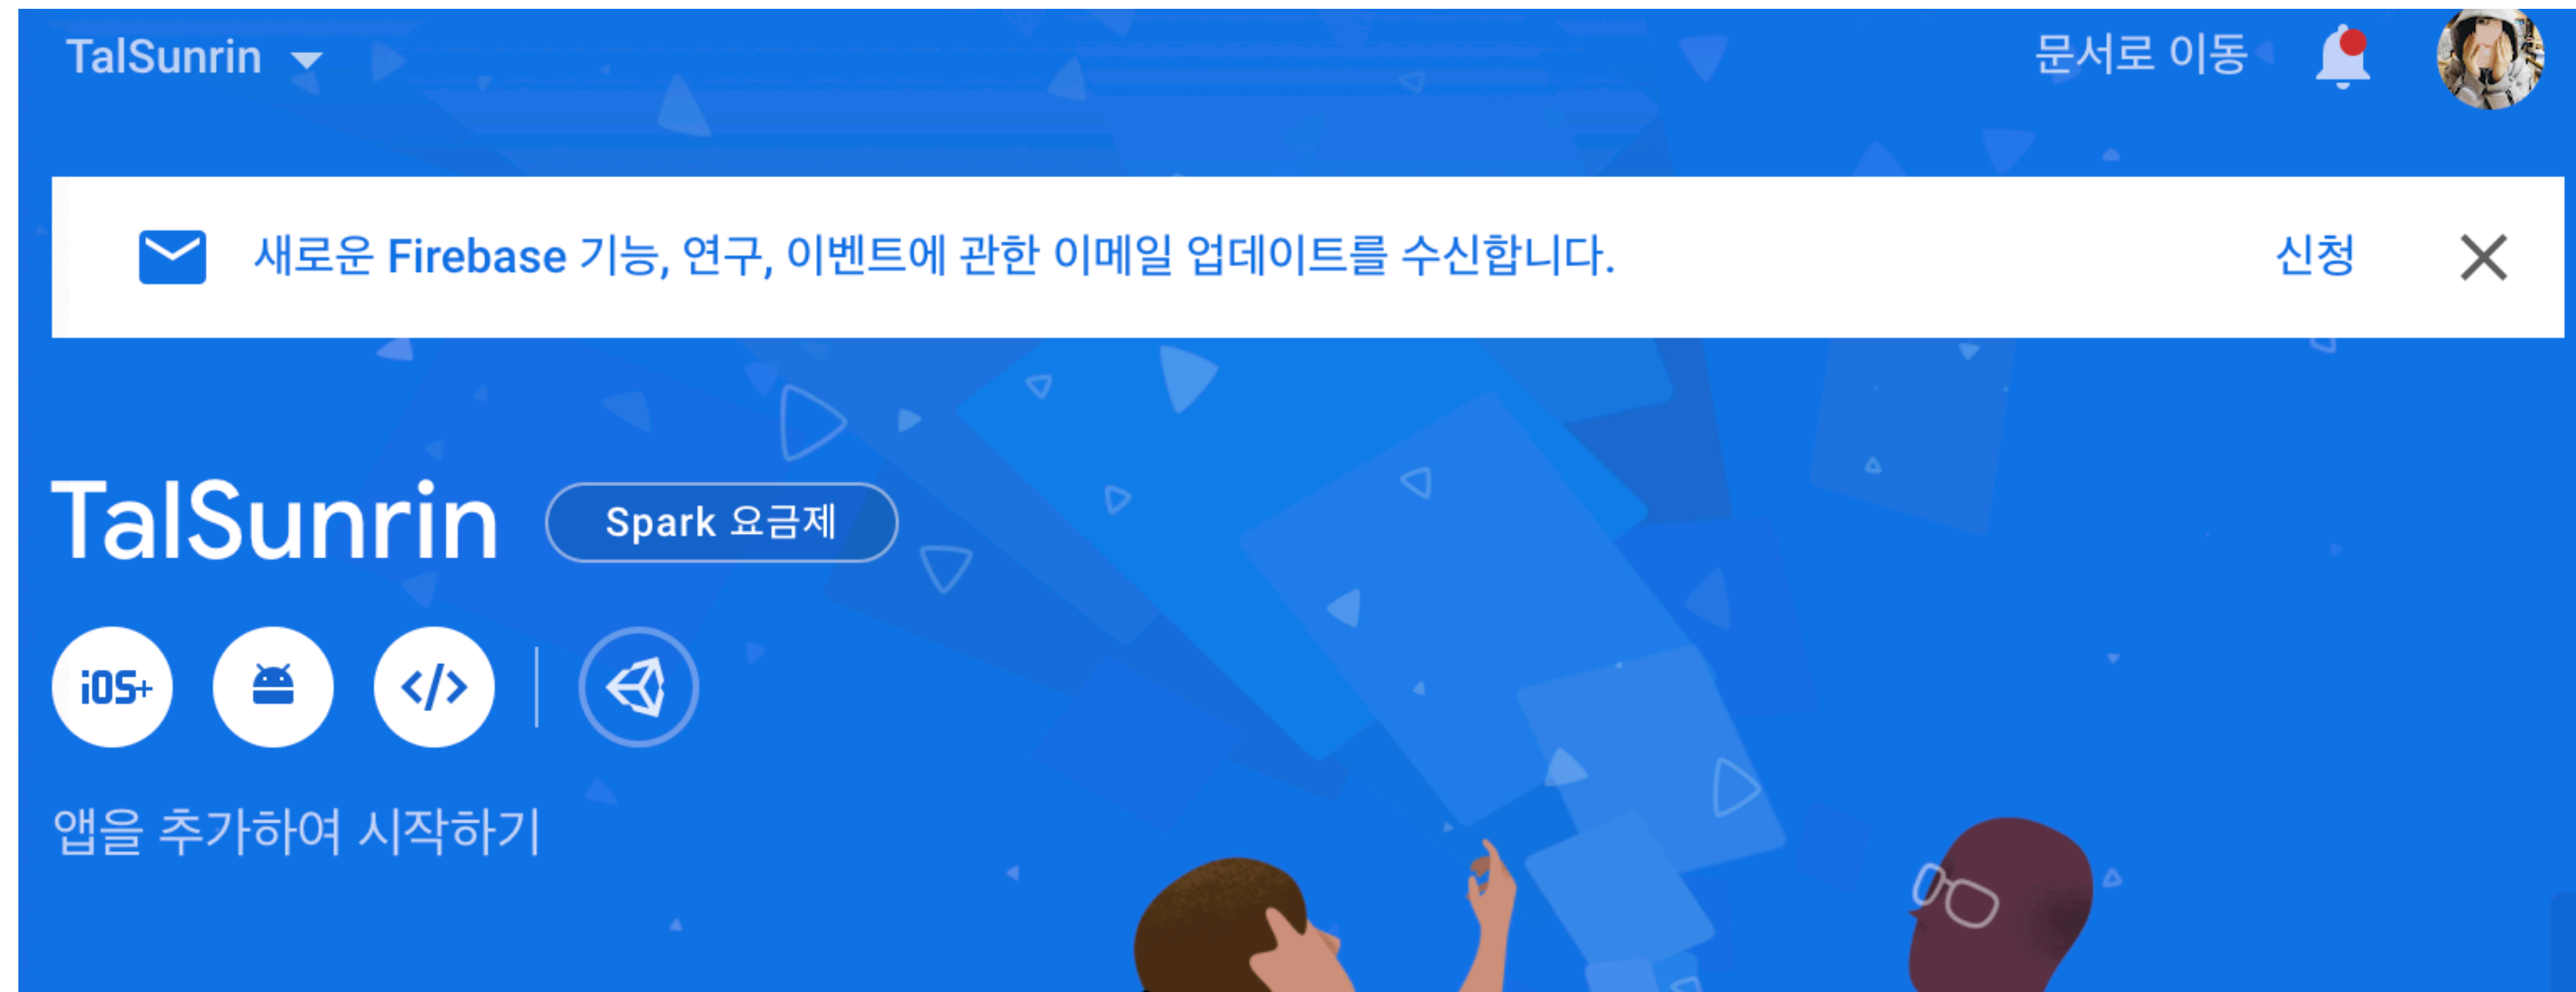 TalSunrin
문서로 이동
새로운 Firebase 기능, 연구, 이벤트에 관한 이메일 업데이트를 수신합니다.
신청
TalSunrin
Spark 요금제
iOS+
</>
앱을 추가하여 시작하기